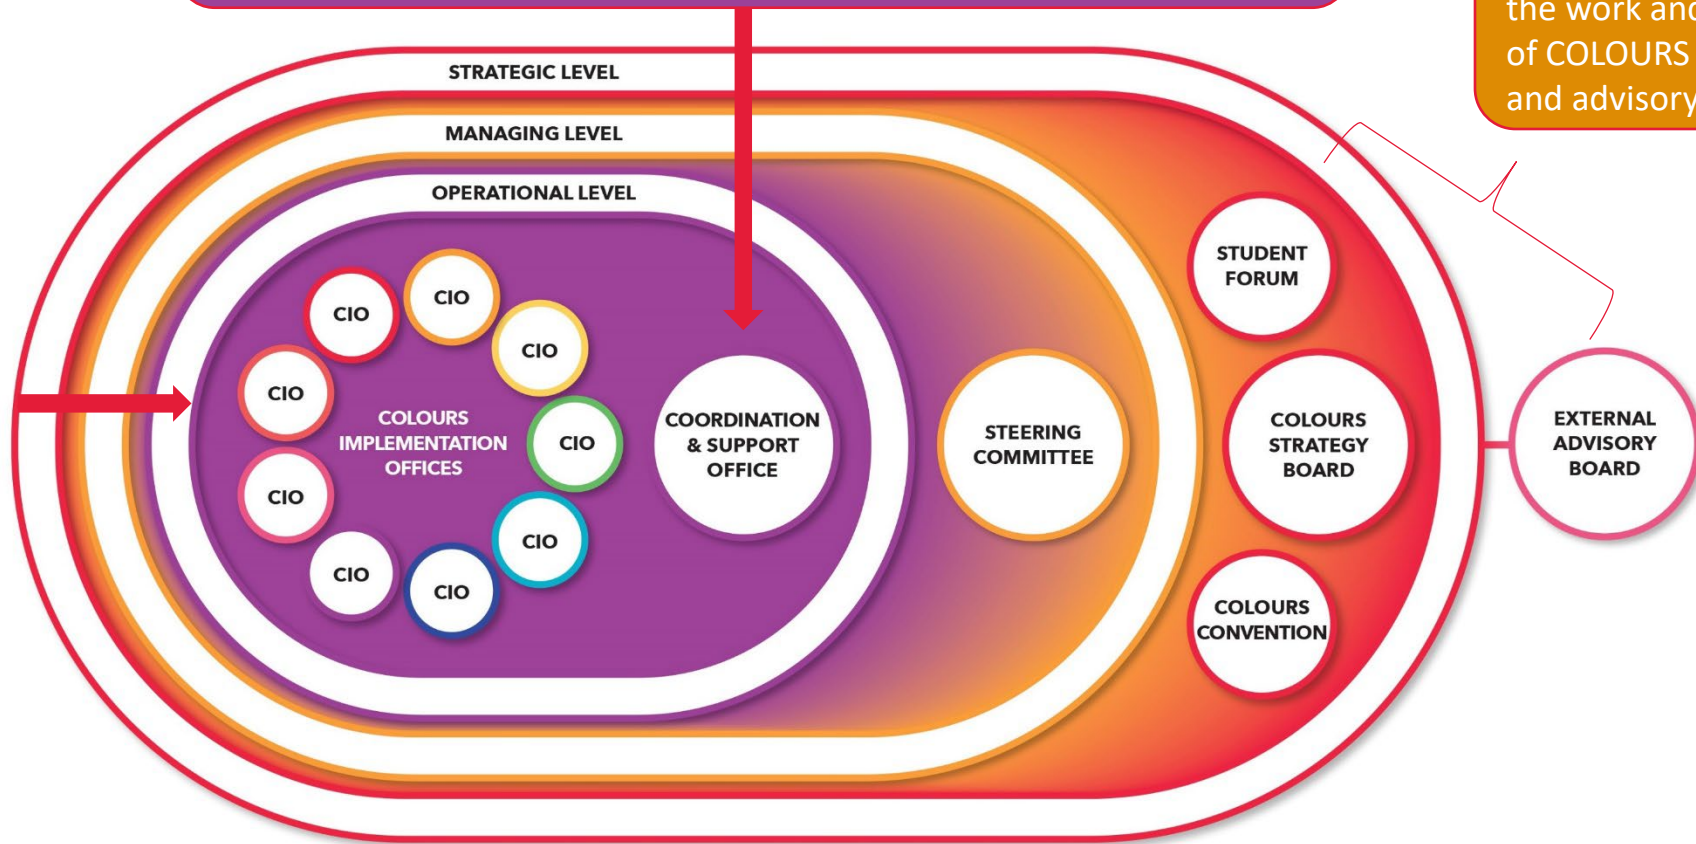 the work and
of COLOURS
and advisory
STRATEGIC LEVEL
MANAGING LEVEL
OPERATIONAL LEVEL
CIO
CIO
CIO
CIO
CIO
CIO
CIO
CIO
CIO
COLOURS
IMPLEMENTATION
OFFICES
COORDINATION
& SUPPORT
OFFICE
STEERING
COMMITTEE
STUDENT
FORUM
COLOURS
STRATEGY
BOARD
COLOURS
CONVENTION
EXTERNAL
ADVISORY
BOARD